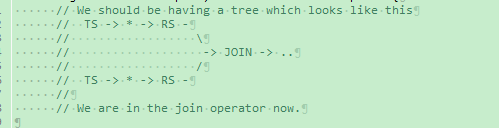 // We should be having a tree which looks like this
// TS -> * -> RS -
// \
// -> JOIN -> ..
// /
// TS -> * -> RS -
//
// We are in the join operator now.